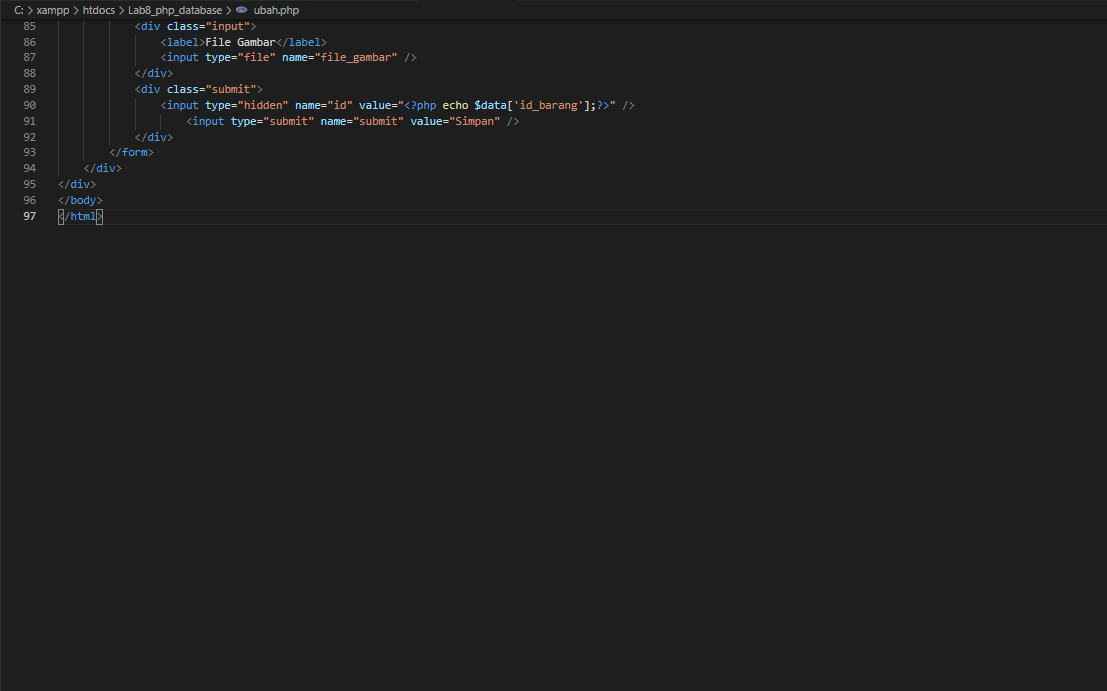 C: > xampp > htdocs > Lab8_php_database > ubah.php
85 <div class="input">
86 <label>File Gambar</label>
87 <input type="file" name="file_gambar" />
88 </div>
89 <div class="submit">
90 <input type="hidden" name="id" value="<?php echo $data['id_barang'];?>" />
91 <input type="submit" name="submit" value="Simpan" />
92 </div>
93 </form>
94 </div>
95 </div>
96 </body>
97 </html>